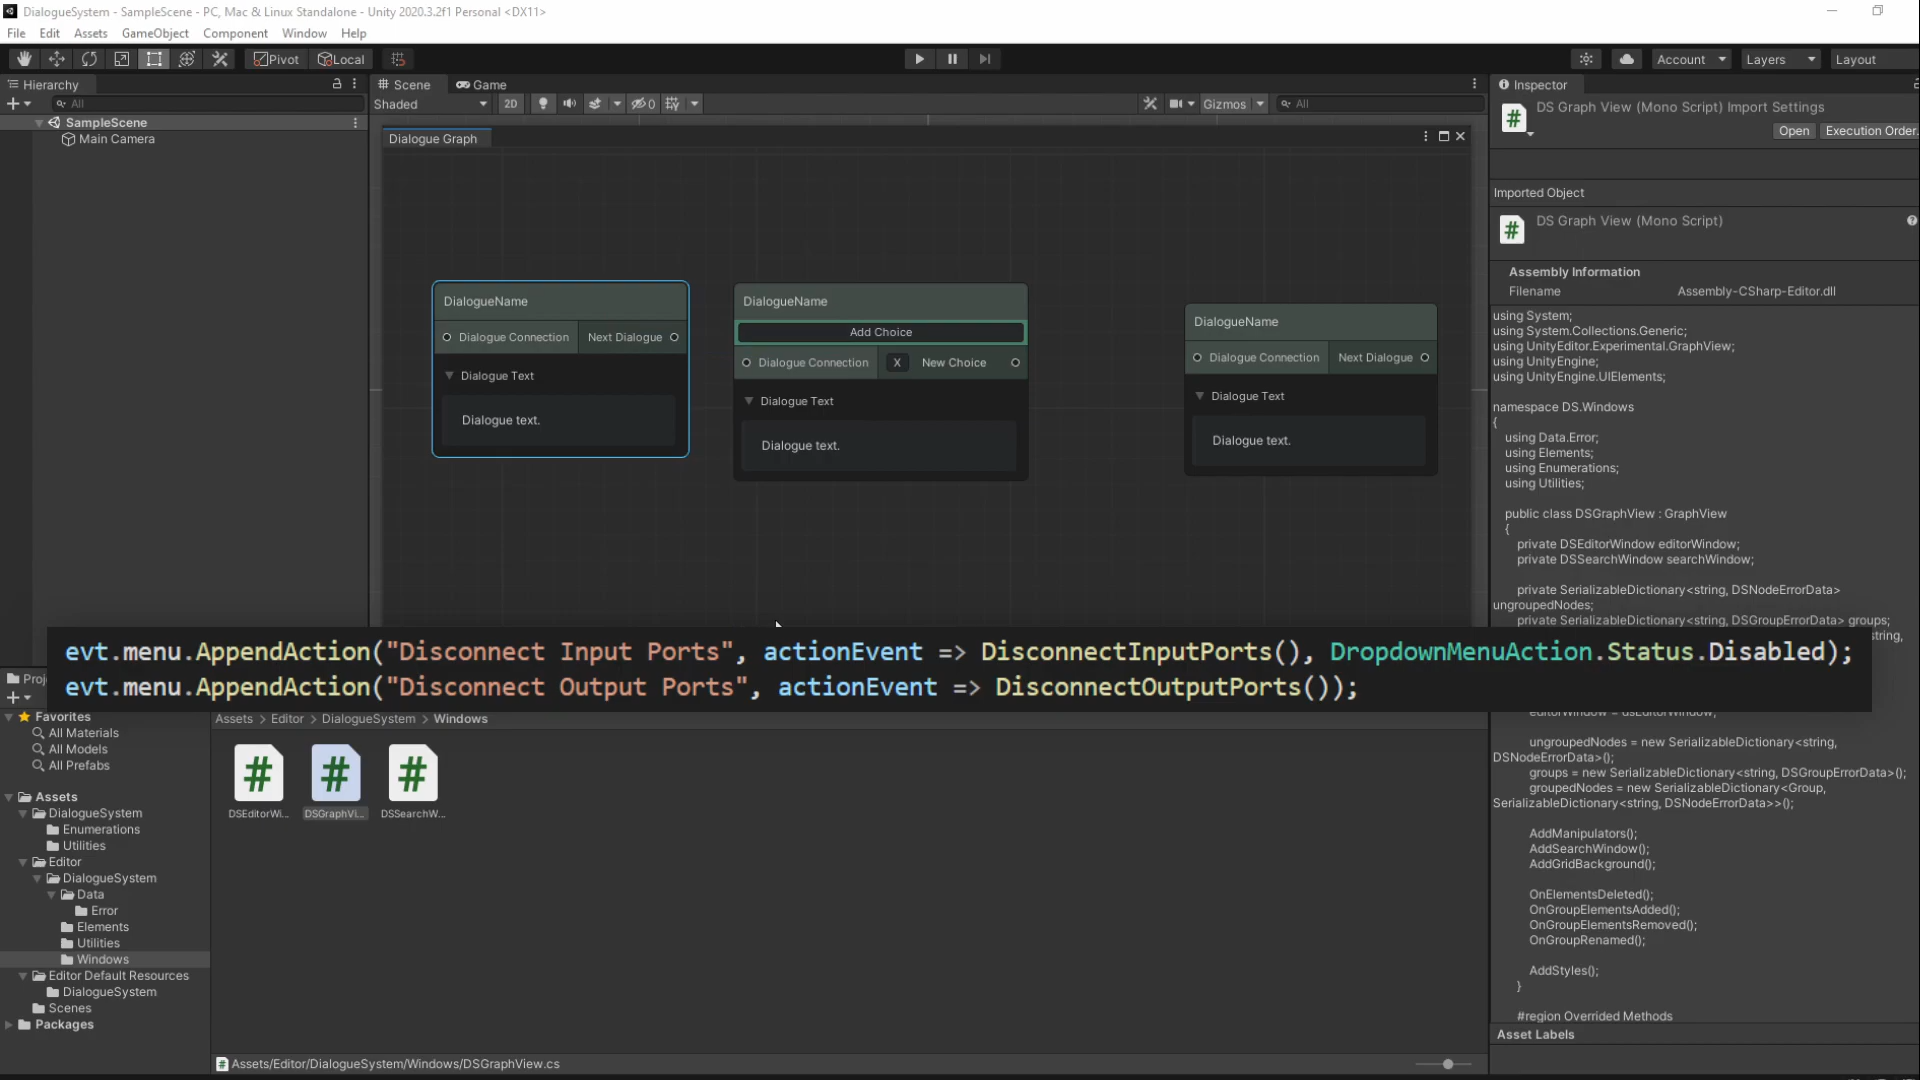 DialogueSystem - SampleScene - PC, Mac & Linux Standalone - Unity 2020.3.2f1 Personal <DX11>
File Edit Assets GameObject Component Window Help
Pivot Local
Account Layers Layout
Hierarchy
All
SampleScene
Main Camera
Scene Game
Shaded 2D 0 Gizmos All
Dialogue Graph
DialogueName
Dialogue Connection Next Dialogue
Dialogue Text
Dialogue text.
DialogueName
Add Choice
Dialogue Connection X New Choice
Dialogue Text
Dialogue text.
DialogueName
Dialogue Connection Next Dialogue
Dialogue Text
Dialogue text.
Inspector
DS Graph View (Mono Script) Import Settings
Open Execution Order.
Imported Object
DS Graph View (Mono Script)
Assembly Information
Filename Assembly-CSharp-Editor.dll
using System;
using System.Collections.Generic;
using UnityEditor.Experimental.GraphView;
using UnityEngine;
using UnityEngine.UIElements;
namespace DS.Windows
{
using Data.Error;
using Elements;
using Enumerations;
using Utilities;
public class DSGraphView : GraphView
{
private DSEditorWindow editorWindow;
private DSSearchWindow searchWindow;
private SerializableDictionary<string, DSNodeErrorData>
ungroupedNodes;
private SerializableDictionary<string, DSGroupErrorData> groups;
evt.menu.AppendAction("Disconnect Input Ports", actionEvent => DisconnectInputPorts(), DropdownMenuAction.Status.Disabled);
evt.menu.AppendAction("Disconnect Output Ports", actionEvent => DisconnectOutputPorts());
string,
editorWindow = dsEditorWindow;
ungroupedNodes = new SerializableDictionary<string,
DSNodeErrorData>();
groups = new SerializableDictionary<string, DSGroupErrorData>();
groupedNodes = new SerializableDictionary<Group,
SerializableDictionary<string, DSNodeErrorData>>();
AddManipulators();
AddSearchWindow();
AddGridBackground();
OnElementsDeleted();
OnGroupElementsAdded();
OnGroupElementsRemoved();
OnGroupRenamed();
AddStyles();
}
#region Overrided Methods
Asset Labels
Proj
Favorites
All Materials
All Models
All Prefabs
Assets
DialogueSystem
Enumerations
Utilities
Editor
DialogueSystem
Data
Error
Elements
Utilities
Windows
Editor Default Resources
DialogueSystem
Scenes
Packages
Assets > Editor > DialogueSystem > Windows
DSEditorWi... DSGraphVi... DSSearchW...
Assets/Editor/DialogueSystem/Windows/DSGraphView.cs